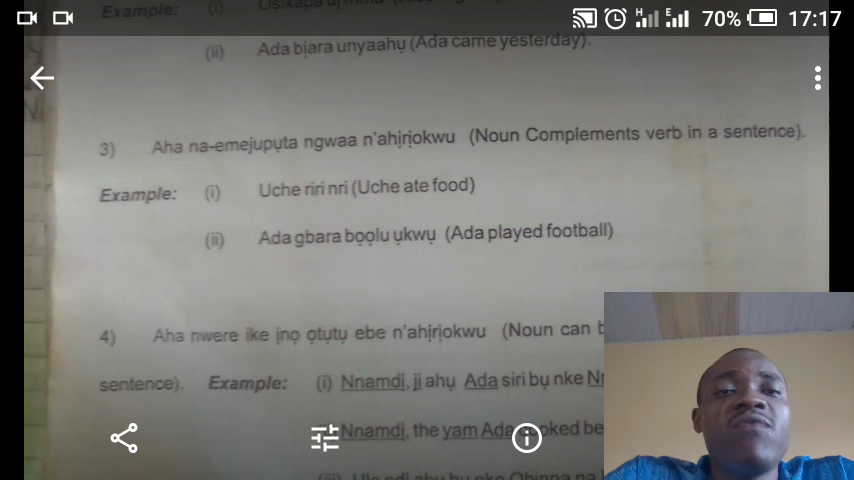 70% 17:17
Example: (i)
(ii) Ada bịara unyaahụ (Ada came yesterday).
3) Aha na-emejupụta ngwaa n'ahịrịokwu (Noun Complements verb in a sentence).
Example: (i) Uche riri nri (Uche ate food)
(ii) Ada gbara bọọlu ụkwụ (Ada played football)
4) Aha nwere ike ịnọ ọtụtụ ebe n'ahịrịokwu (Noun can
sentence). Example: (i) Nnamdị, ji ahụ Ada siri bụ nke
Nnamdị, the yam Ada